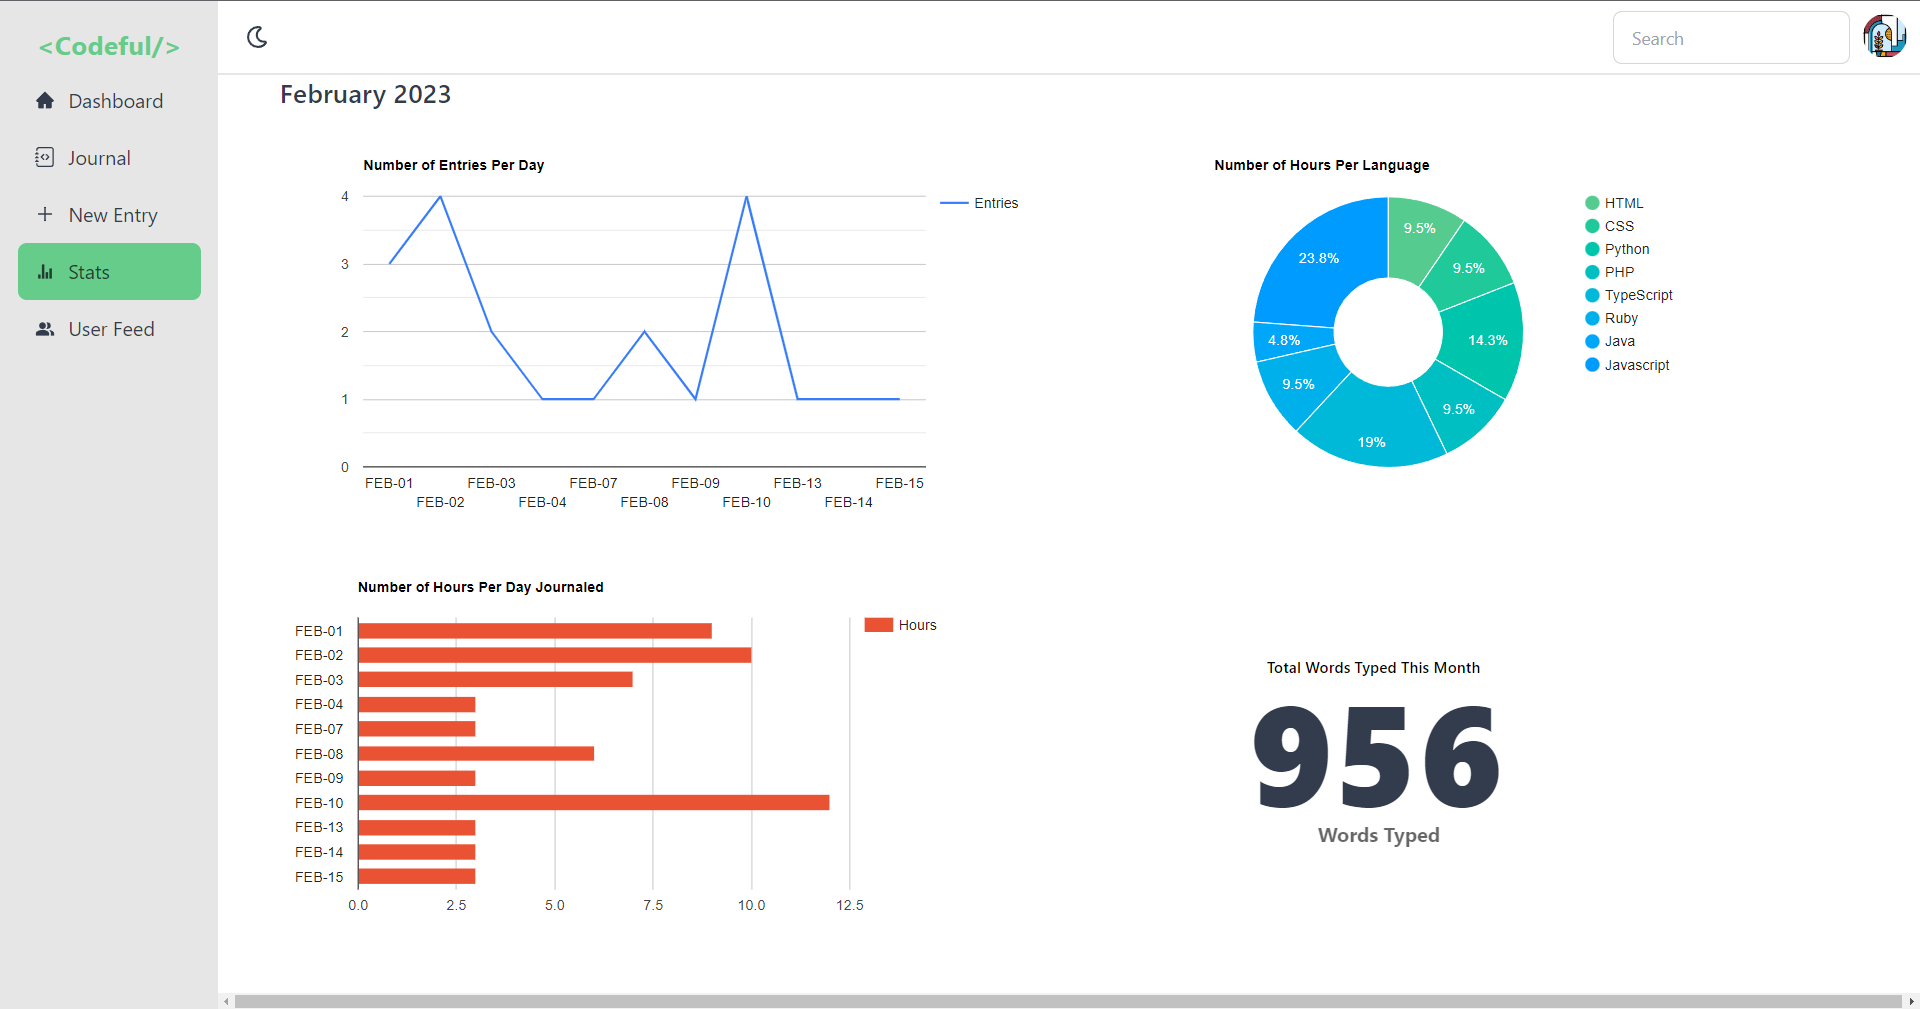 <Codeful/>
Dashboard
Journal
New Entry
Stats
User Feed
Search
February 2023
Number of Entries Per Day
4
3
2
1
0
Entries
FEB-01
FEB-02
FEB-03
FEB-04
FEB-07
FEB-08
FEB-09
FEB-10
FEB-13
FEB-14
FEB-15
Number of Hours Per Language
9.5%
9.5%
14.3%
9.5%
19%
9.5%
4.8%
23.8%
HTML
CSS
Python
PHP
TypeScript
Ruby
Java
Javascript
Number of Hours Per Day Journaled
FEB-01
FEB-02
FEB-03
FEB-04
FEB-07
FEB-08
FEB-09
FEB-10
FEB-13
FEB-14
FEB-15
0.0 2.5 5.0 7.5 10.0 12.5
Hours
Total Words Typed This Month
956
Words Typed